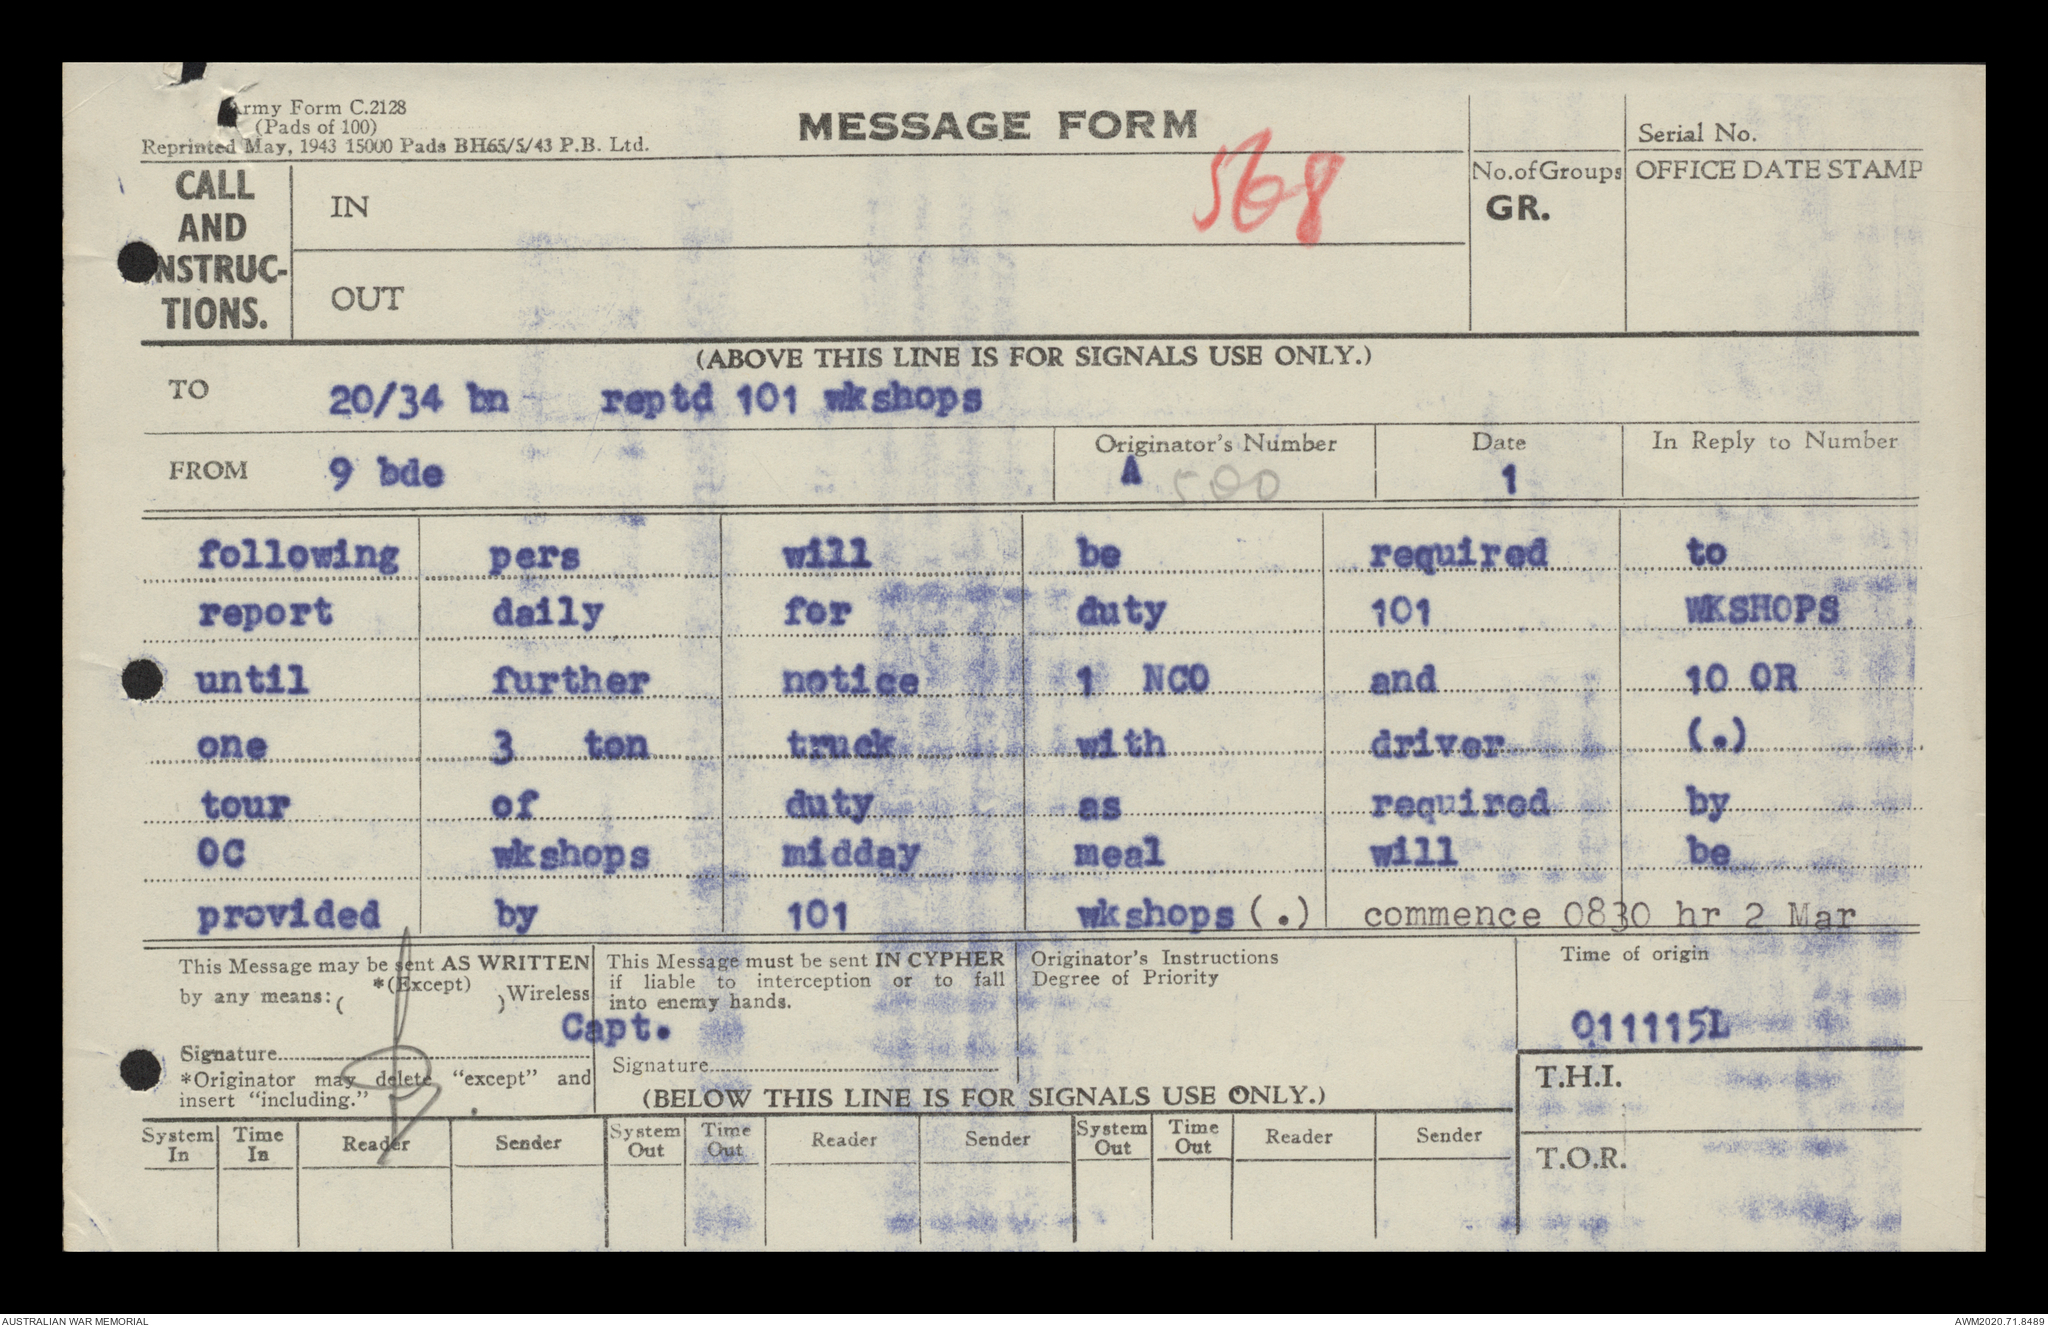 Army Form C.2128
(Pads of 100)
Reprinted May, 1943 15000 Pads BH65/5/43 P.B. Ltd.
MESSAGE FORM
568
Serial No.
CALL AND INSTRUC-TIONS.
IN
OUT
No.of Groups
GR.
OFFICE DATE STAMP
(ABOVE THIS LINE IS FOR SIGNALS USE ONLY.)
TO 20/34 bn reptd 101 wkshops
FROM 9 bde
Originator's Number
A 500
Date
1
In Reply to Number
following pers will be required to
report daily for duty 101 WKSHOPS
until further notice 1 NCO and 10 OR
one 3 ton truck with driver (.)
tour of duty as required by
OC wkshops midday meal will be
provided by 101 wkshops (.) commence 0830 hr 2 Mar
This Message may be sent AS WRITTEN
by any means: ( *(Except) ) Wireless
Capt.
Signature
*Originator may delete "except" and
insert "including."
This Message must be sent IN CYPHER
if liable to interception or to fall
into enemy hands.
Signature
Originator's Instructions
Degree of Priority
Time of origin
011115L
(BELOW THIS LINE IS FOR SIGNALS USE ONLY.)
T.H.I.
T.O.R.
System In Time In Reader Sender System Out Time Out Reader Sender System Out Time Out Reader Sender
AUSTRALIAN WAR MEMORIAL
AWM2020.71.8489